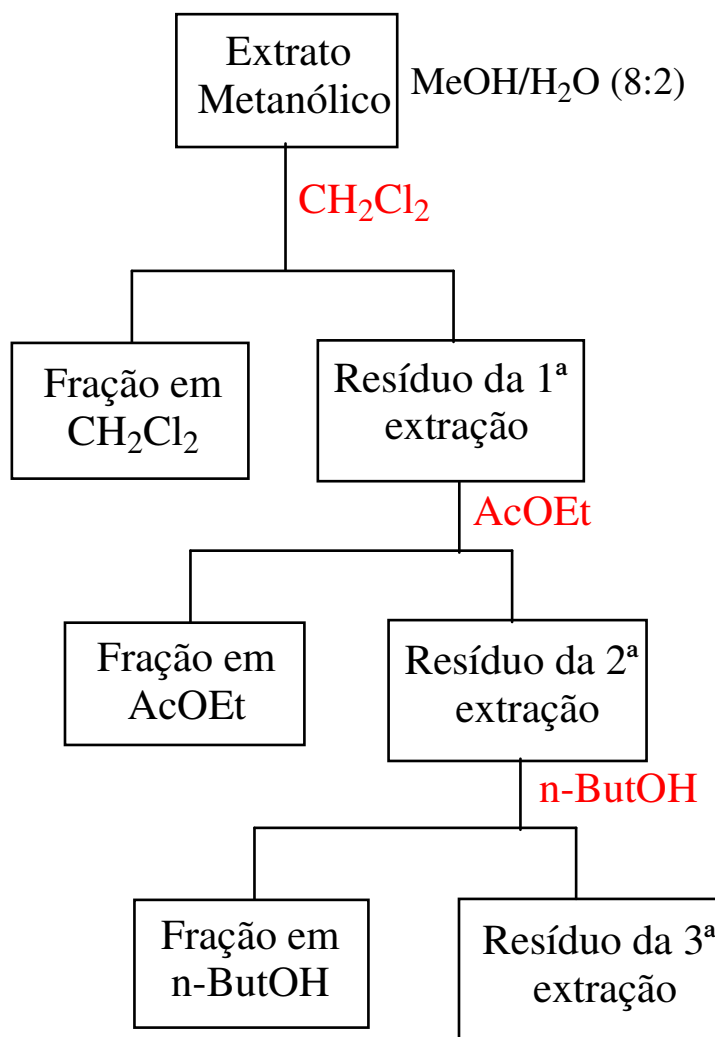 Extrato
Metanólico
MeOH/H₂O (8:2)
CH₂Cl₂
Fração em
CH₂Cl₂
Resíduo da 1ª
extração
AcOEt
Fração em
AcOEt
Resíduo da 2ª
extração
n-ButOH
Fração em
n-ButOH
Resíduo da 3ª
extração